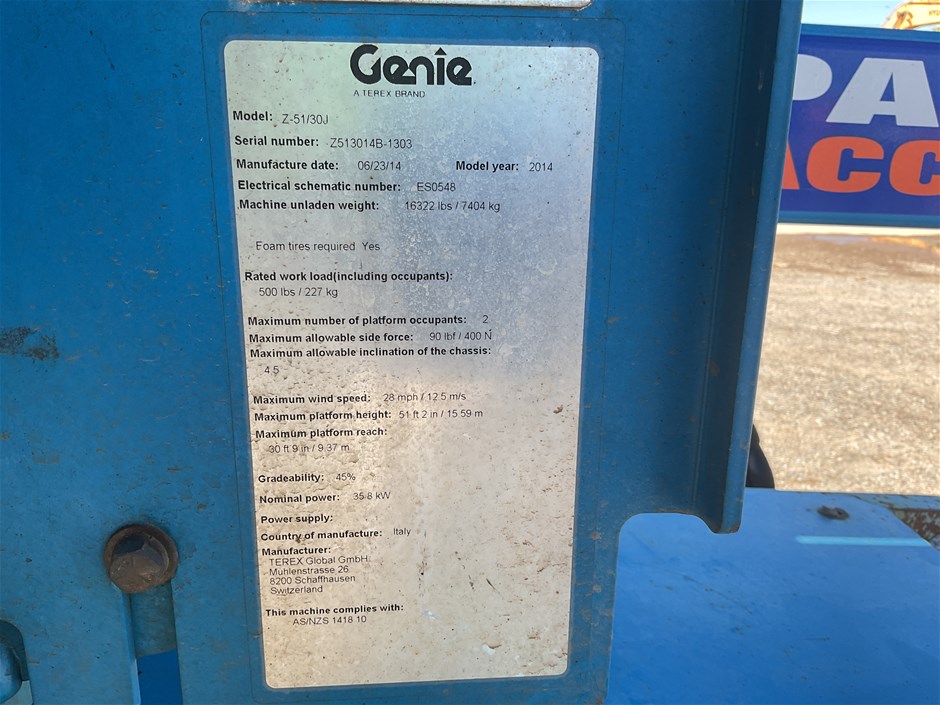 Genie
A TEREX BRAND
Model: Z-51/30J
Serial number: Z513014B-1303
Manufacture date: 06/23/14 Model year: 2014
Electrical schematic number: ES0548
Machine unladen weight: 16322 lbs / 7404 kg
Foam tires required Yes
Rated work load(including occupants):
500 lbs / 227 kg
Maximum number of platform occupants: 2
Maximum allowable side force: 90 lbf / 400 N
Maximum allowable inclination of the chassis:
4.5
Maximum wind speed: 28 mph / 12.5 m/s
Maximum platform height: 51 ft 2 in / 15.59 m
Maximum platform reach:
30 ft 9 in / 9.37 m
Gradeability: 45%
Nominal power: 35.8 kW
Power supply:
Country of manufacture: Italy
Manufacturer:
TEREX Global GmbH
Muhlenstrasse 26
8200 Schaffhausen
Switzerland
This machine complies with:
AS/NZS 1418.10
PA
ACC